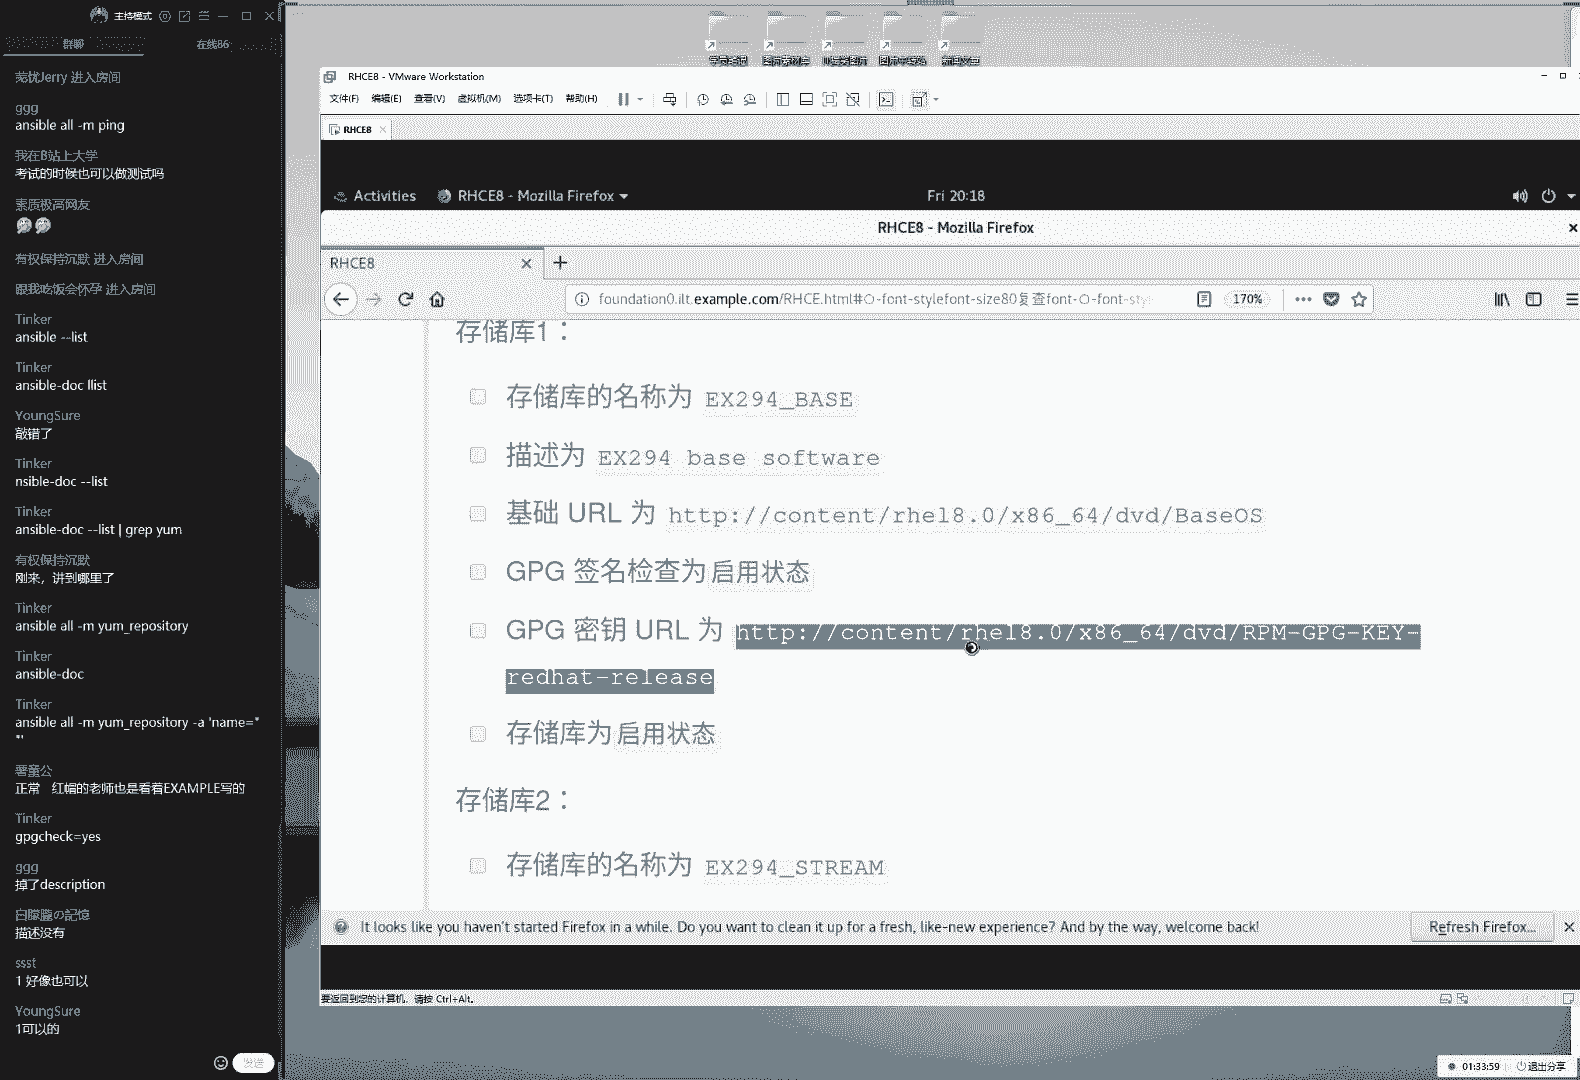 主持模式
群聊
在线86
荒忧Jerry 进入房间
ggg
ansible all -m ping
我在B站上大学
考试的时候也可以做测试吗
素质极高网友
有权保持沉默 进入房间
跟我吃饭会怀孕 进入房间
Tinker
ansible --list
Tinker
ansible-doc llist
YoungSure
敲错了
Tinker
nsible-doc --list
Tinker
ansible-doc --list | grep yum
有权保持沉默
刚来，讲到哪里了
Tinker
ansible all -m yum_repository
Tinker
ansible-doc
Tinker
ansible all -m yum_repository -a 'name="
"'
署童公
正常 红帽的老师也是看着EXAMPLE写的
Tinker
gpgcheck=yes
ggg
掉了description
白朦朧の記憶
描述没有
ssst
1 好像也可以
YoungSure
1可以的
发送
RHCE8 - VMware Workstation
文件(F) 编辑(E) 查看(V) 虚拟机(M) 选项卡(T) 帮助(H)
RHCE8
Activities RHCE8 - Mozilla Firefox Fri 20:18
RHCE8 - Mozilla Firefox
RHCE8
foundation0.ilt.example.com/RHCE.html#O-font-stylefont-size80复查font-O-font-sty
170%
存储库1：
存储库的名称为 EX294_BASE
描述为 EX294 base software
基础 URL 为 http://content/rhel8.0/x86_64/dvd/BaseOS
GPG 签名检查为 启用状态
GPG 密钥 URL 为 http://content/rhel8.0/x86_64/dvd/RPM-GPG-KEY-
redhat-release
存储库为 启用状态
存储库2：
存储库的名称为 EX294_STREAM
It looks like you haven't started Firefox in a while. Do you want to clean it up for a fresh, like-new experience? And by the way, welcome back!
Refresh Firefox...
要返回到您的计算机，请按 Ctrl+Alt。
01:33:59 退出分享